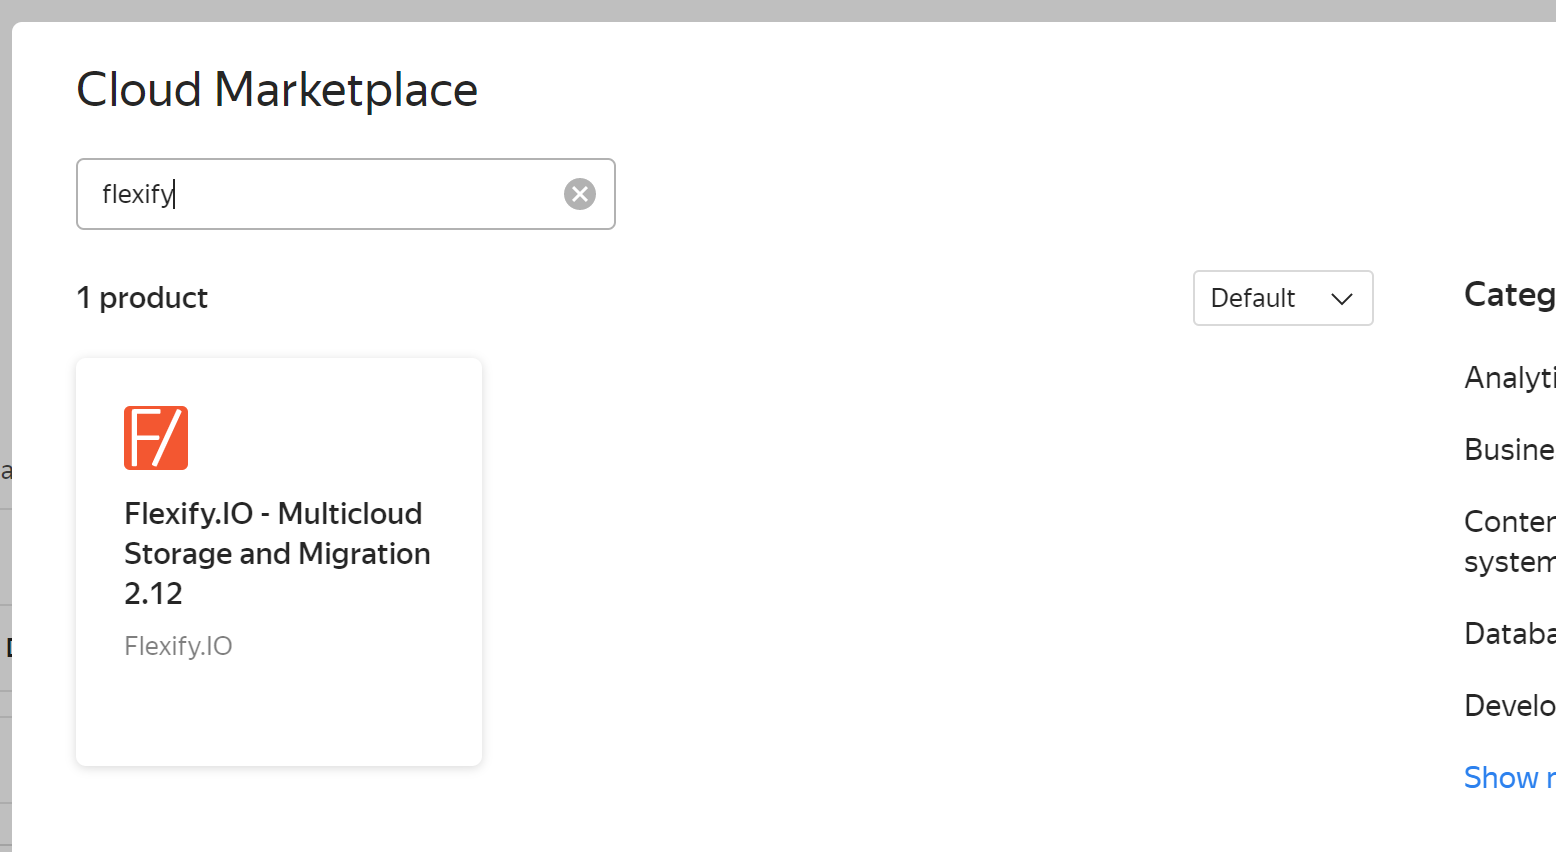 Cloud Marketplace
flexify
1 product
Default
Flexify.IO - Multicloud
Storage and Migration
2.12
Flexify.IO
Categ
Analyti
Busine
Conten
system
Databa
Develo
Show